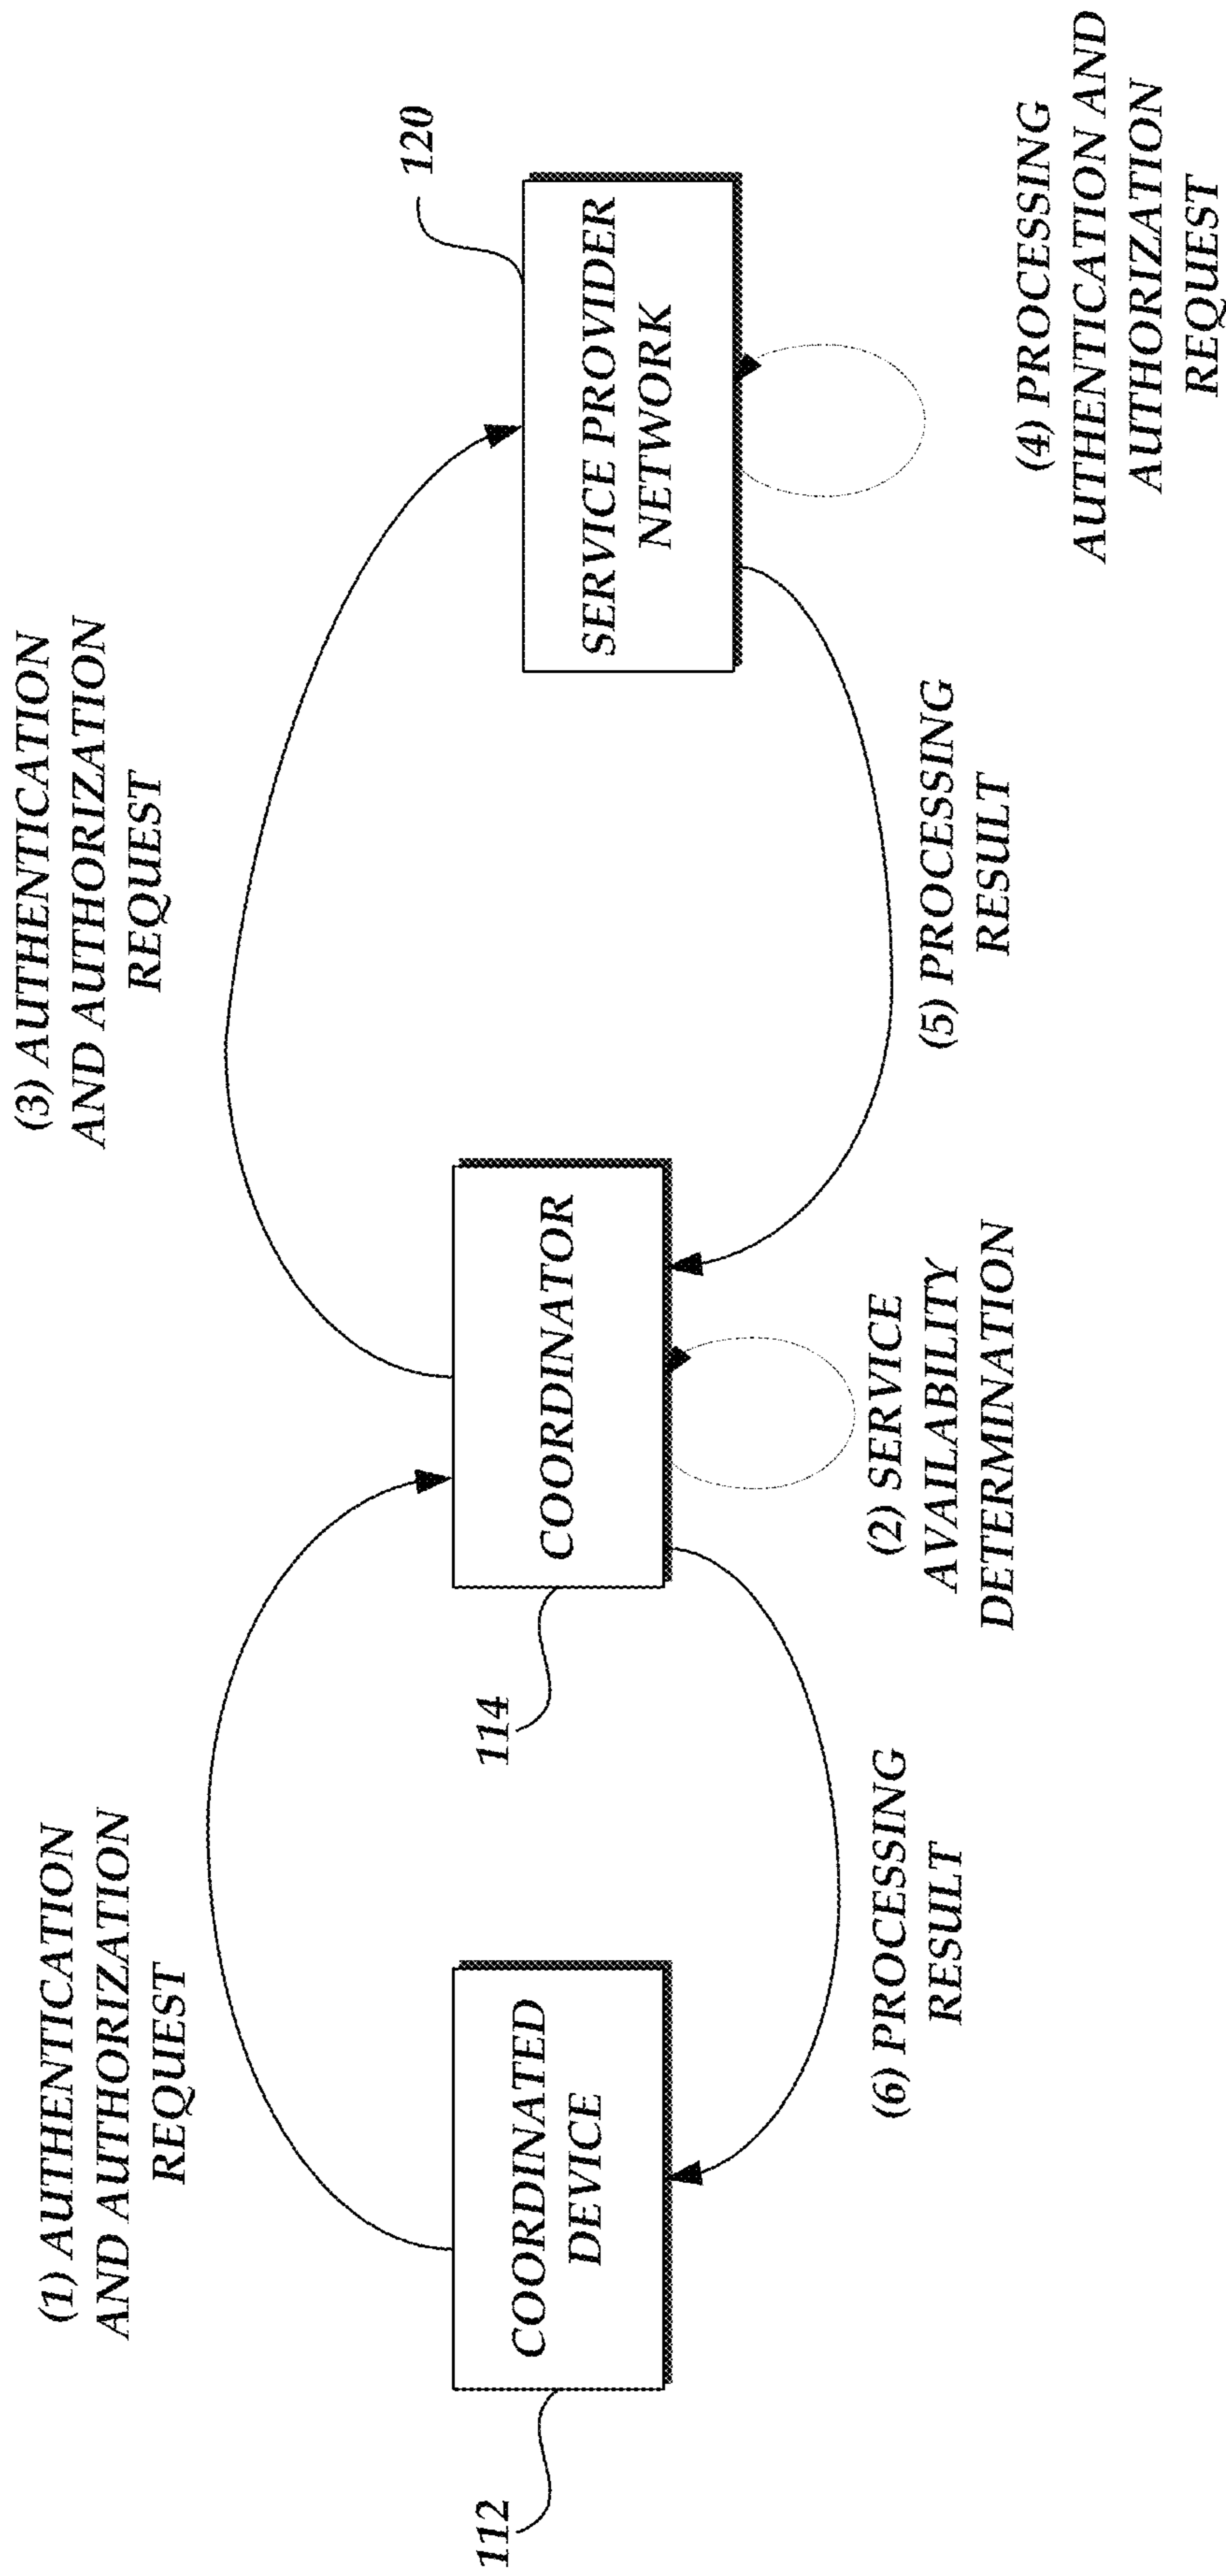 (1) AUTHENTICATION
AND AUTHORIZATION
REQUEST
(3) AUTHENTICATION
AND AUTHORIZATION
REQUEST
112
COORDINATED
DEVICE
114
COORDINATOR
120
SERVICE PROVIDER
NETWORK
(6) PROCESSING
RESULT
(2) SERVICE
AVAILABILITY
DETERMINATION
(5) PROCESSING
RESULT
(4) PROCESSING
AUTHENTICATION AND
AUTHORIZATION
REQUEST